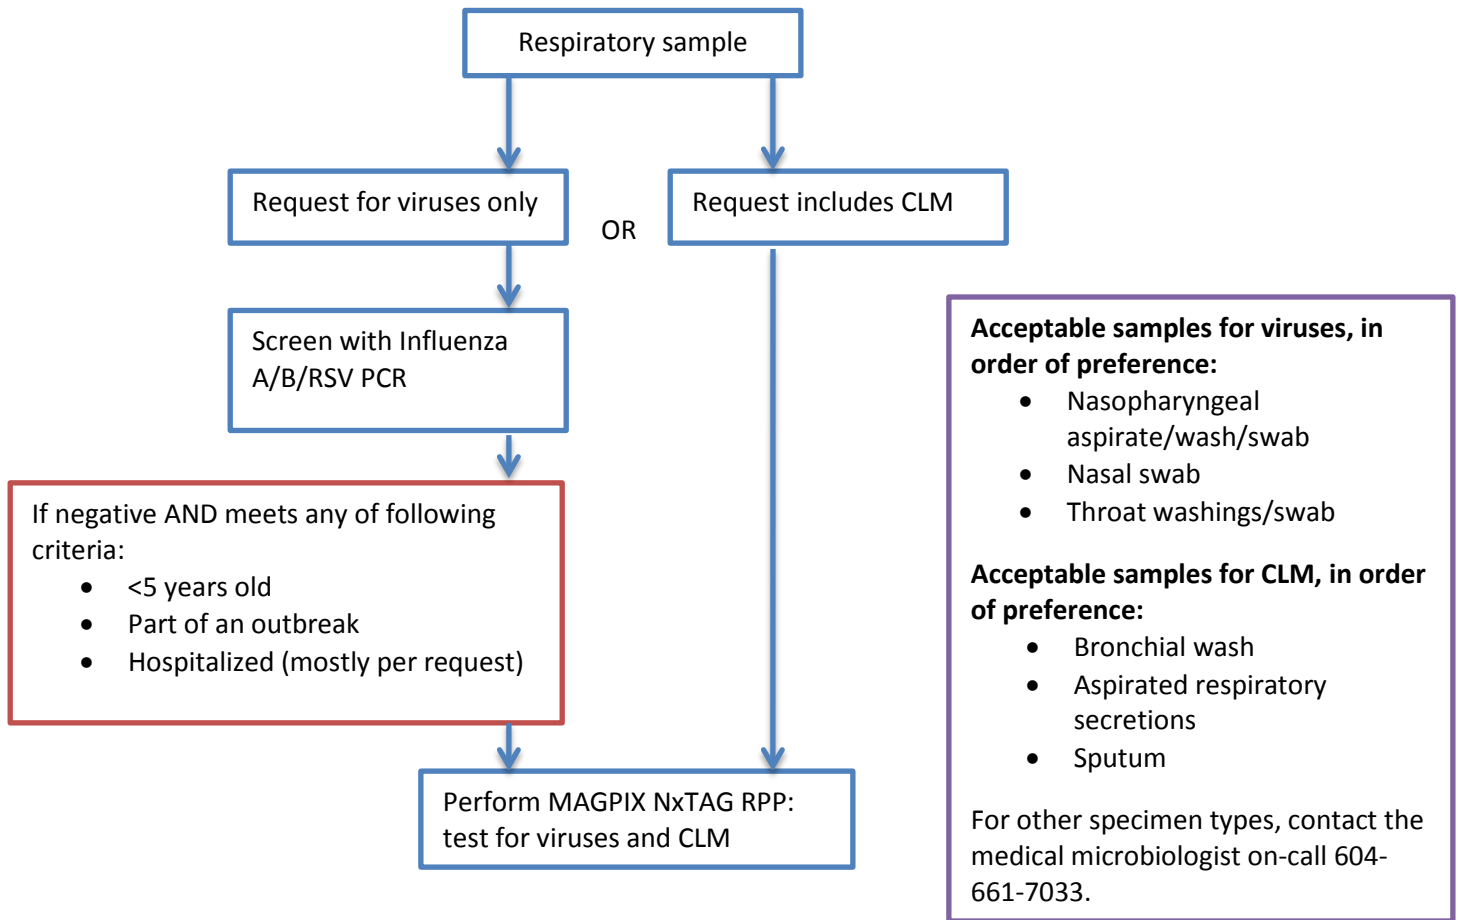 Respiratory sample
Request for viruses only
OR
Request includes CLM
Screen with Influenza
A/B/RSV PCR
If negative AND meets any of following
criteria:
• <5 years old
• Part of an outbreak
• Hospitalized (mostly per request)
Perform MAGPIX NxTAG RPP:
test for viruses and CLM
Acceptable samples for viruses, in
order of preference:
• Nasopharyngeal
aspirate/wash/swab
• Nasal swab
• Throat washings/swab
Acceptable samples for CLM, in order
of preference:
• Bronchial wash
• Aspirated respiratory
secretions
• Sputum
For other specimen types, contact the
medical microbiologist on-call 604-
661-7033.